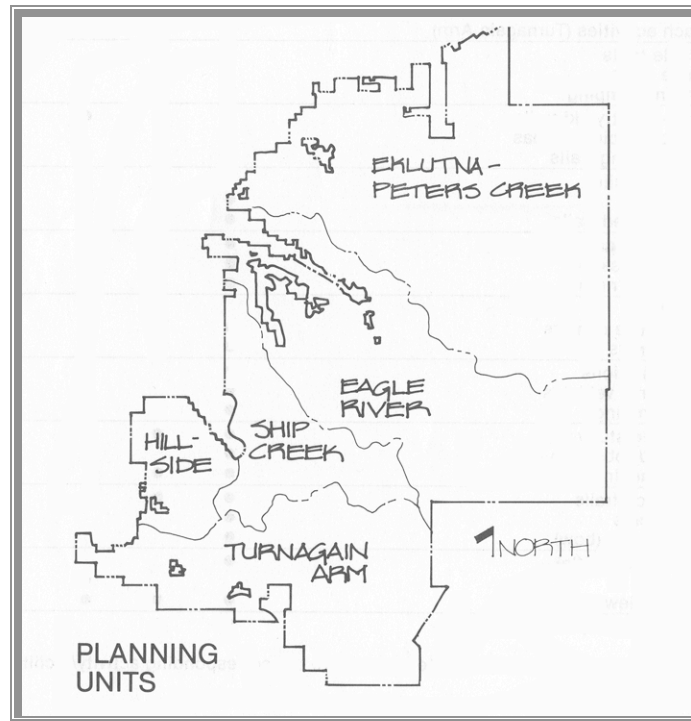 EKLUTNA-
PETERS CREEK
EAGLE
RIVER
SHIP
CREEK
HILL-
SIDE
TURNAGAIN
ARM
NORTH
PLANNING
UNITS